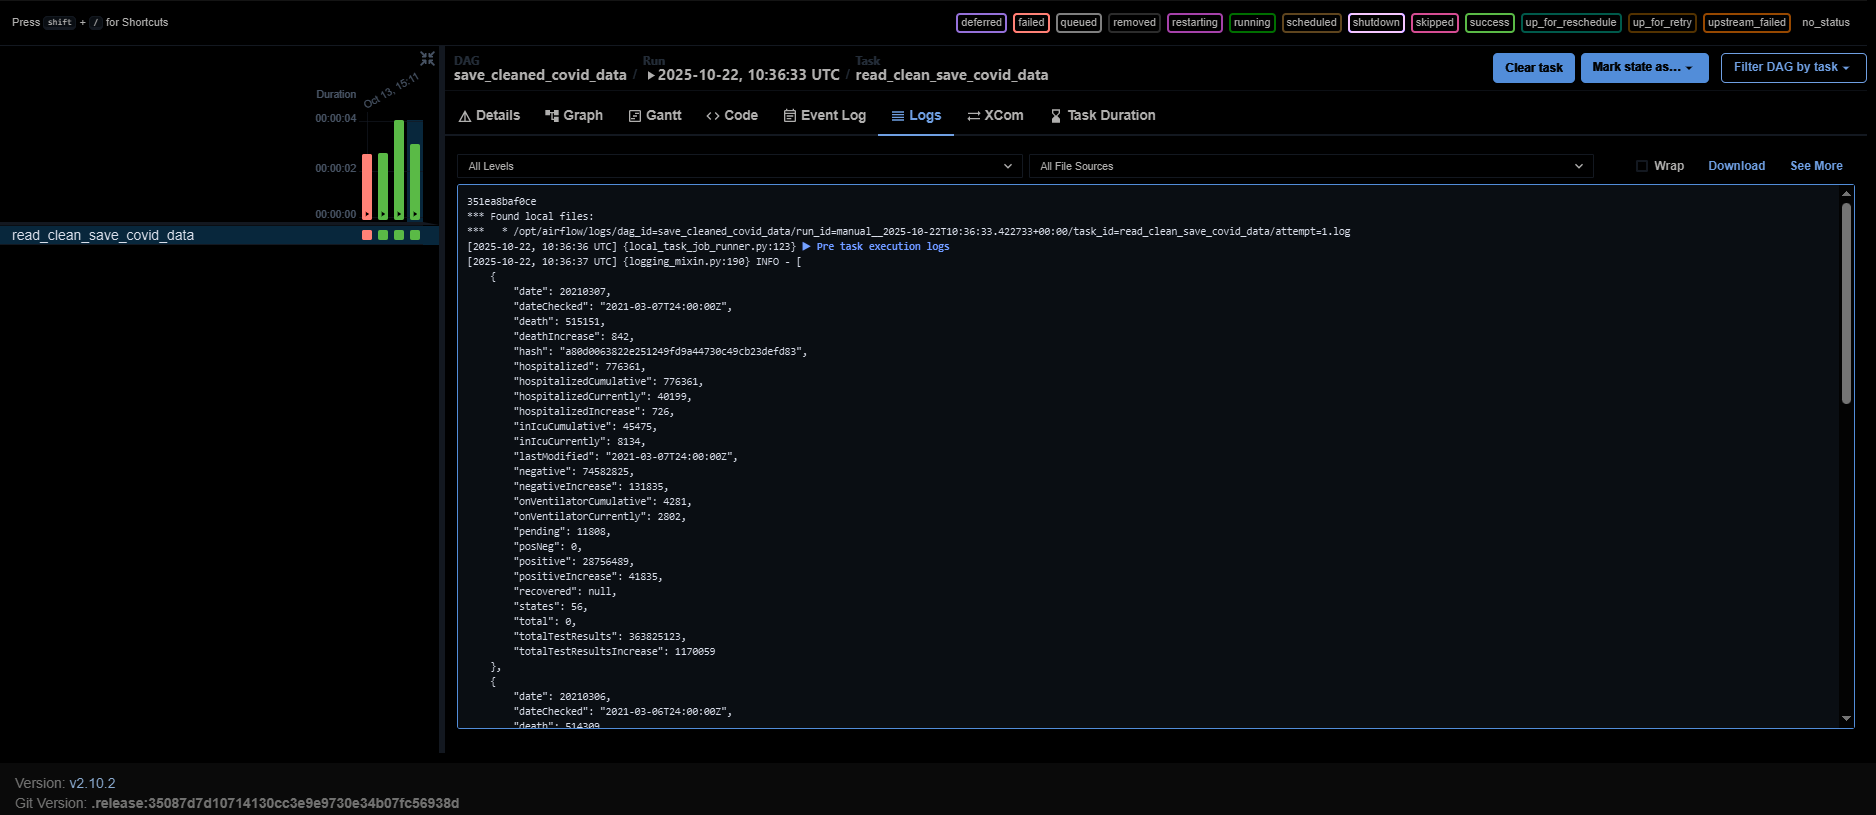 Press shift + / for Shortcuts
deferred failed queued removed restarting running scheduled shutdown skipped success up_for_reschedule up_for_retry upstream_failed no_status
DAG Run Task
save_cleaned_covid_data / 2025-10-22, 10:36:33 UTC / read_clean_save_covid_data
Clear task Mark state as... Filter DAG by task
Duration
Oct 13, 15:11
00:00:04
00:00:02
00:00:00
read_clean_save_covid_data
Details Graph Gantt Code Event Log Logs XCom Task Duration
All Levels All File Sources Wrap Download See More
351ea8baf0ce
*** Found local files:
***   * /opt/airflow/logs/dag_id=save_cleaned_covid_data/run_id=manual__2025-10-22T10:36:33.422733+00:00/task_id=read_clean_save_covid_data/attempt=1.log
[2025-10-22, 10:36:36 UTC] {local_task_job_runner.py:123} ▶ Pre task execution logs
[2025-10-22, 10:36:37 UTC] {logging_mixin.py:190} INFO - [
    {
        "date": 20210307,
        "dateChecked": "2021-03-07T24:00:00Z",
        "death": 515151,
        "deathIncrease": 842,
        "hash": "a80d0063822e251249fd9a44730c49cb23defd83",
        "hospitalized": 776361,
        "hospitalizedCumulative": 776361,
        "hospitalizedCurrently": 40199,
        "hospitalizedIncrease": 726,
        "inIcuCumulative": 45475,
        "inIcuCurrently": 8134,
        "lastModified": "2021-03-07T24:00:00Z",
        "negative": 74582825,
        "negativeIncrease": 131835,
        "onVentilatorCumulative": 4281,
        "onVentilatorCurrently": 2802,
        "pending": 11808,
        "posNeg": 0,
        "positive": 28756489,
        "positiveIncrease": 41835,
        "recovered": null,
        "states": 56,
        "total": 0,
        "totalTestResults": 363825123,
        "totalTestResultsIncrease": 1170059
    },
    {
        "date": 20210306,
        "dateChecked": "2021-03-06T24:00:00Z",
        "death": 514309
Version: v2.10.2
Git Version: .release:35087d7d10714130cc3e9e9730e34b07fc56938d